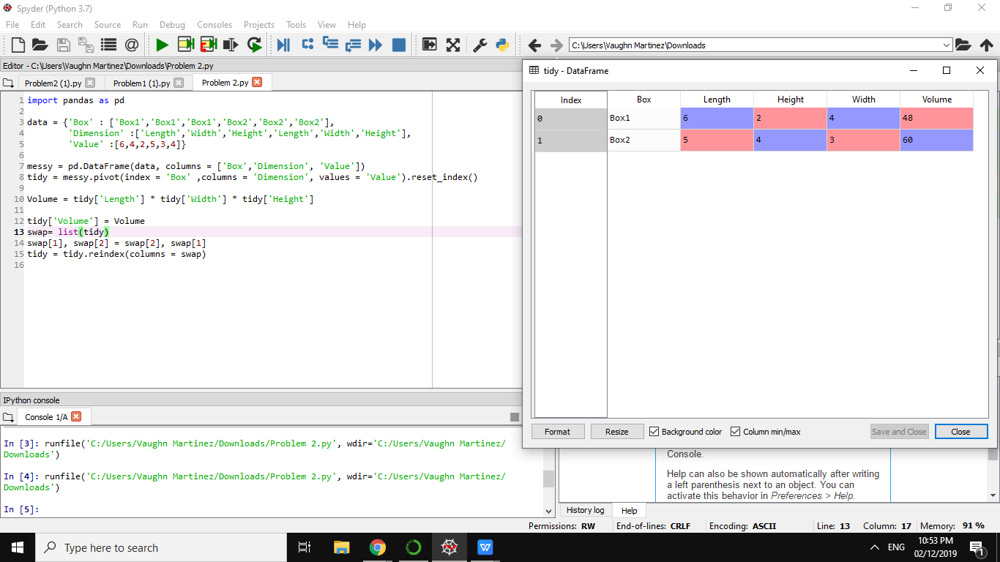 Spyder (Python 3.7)
File Edit Search Source Run Debug Consoles Projects Tools View Help
C:\Users\Vaughn Martinez\Downloads
Editor - C:\Users\Vaughn Martinez\Downloads\Problem 2.py
Problem2 (1).py Problem1 (1).py Problem 2.py
1 import pandas as pd
2
3 data = {'Box' : ['Box1','Box1','Box1','Box2','Box2','Box2'],
4 'Dimension' :['Length','Width','Height','Length','Width','Height'],
5 'Value' :[6,4,2,5,3,4]}
6
7 messy = pd.DataFrame(data, columns = ['Box','Dimension', 'Value'])
8 tidy = messy.pivot(index = 'Box' ,columns = 'Dimension', values = 'Value').reset_index()
9
10 Volume = tidy['Length'] * tidy['Width'] * tidy['Height']
11
12 tidy['Volume'] = Volume
13 swap= list(tidy)
14 swap[1], swap[2] = swap[2], swap[1]
15 tidy = tidy.reindex(columns = swap)
16
IPython console
Console 1/A
In [3]: runfile('C:/Users/Vaughn Martinez/Downloads/Problem 2.py', wdir='C:/Users/Vaughn Martinez/
Downloads')
In [4]: runfile('C:/Users/Vaughn Martinez/Downloads/Problem 2.py', wdir='C:/Users/Vaughn Martinez/
Downloads')
In [5]:
tidy - DataFrame
Index Box Length Height Width Volume
0 Box1 6 2 4 48
1 Box2 5 4 3 60
Format Resize Background color Column min/max Save and Close Close
Console.
Help can also be shown automatically after writing
a left parenthesis next to an object. You can
activate this behavior in Preferences > Help.
History log Help
Permissions: RW End-of-lines: CRLF Encoding: ASCII Line: 13 Column: 17 Memory: 91 %
Type here to search
ENG
10:53 PM
02/12/2019
1